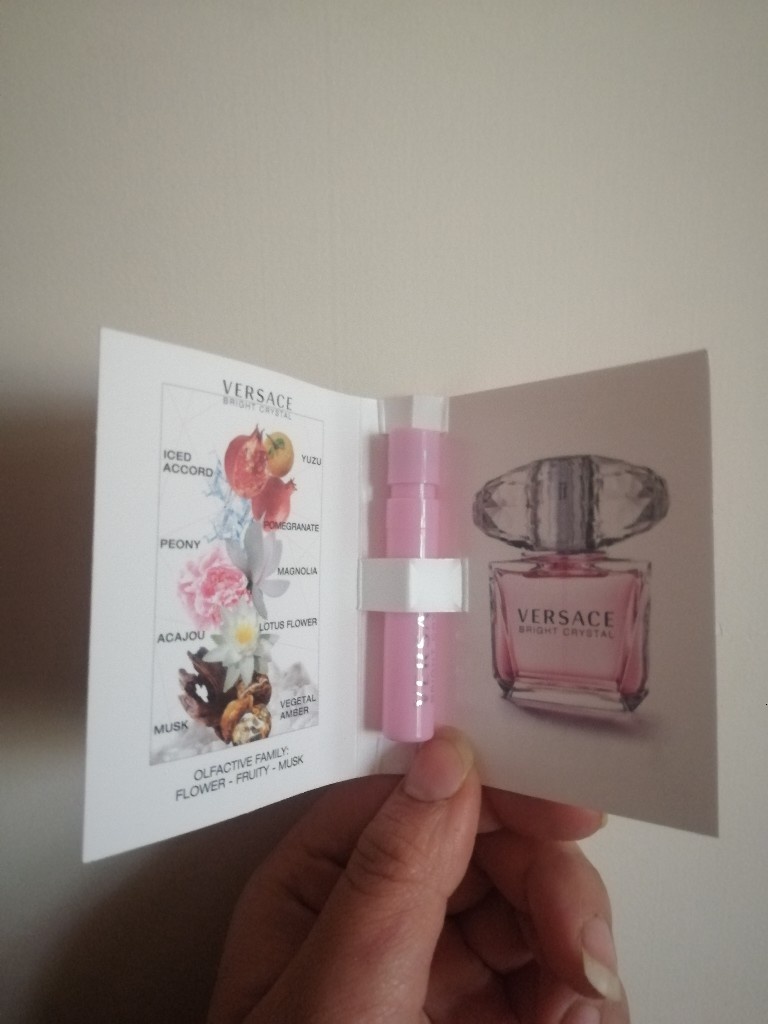 VERSACE
BRIGHT CRYSTAL
ICED
ACCORD
YUZU
POMEGRANATE
PEONY
MAGNOLIA
LOTUS FLOWER
ACAJOU
VEGETAL
AMBER
MUSK
OLFACTIVE FAMILY:
FLOWER - FRUITY - MUSK
VERSACE
BRIGHT CRYSTAL